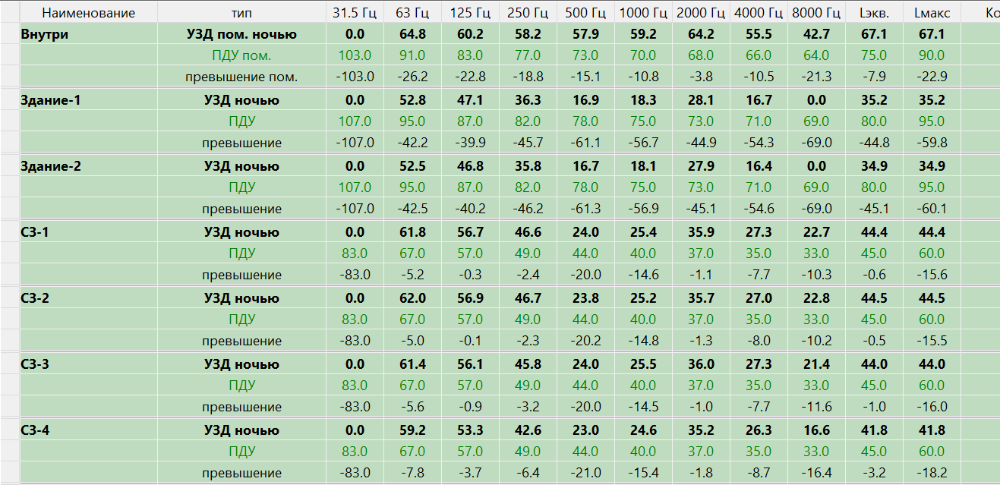 Наименование тип 31.5 Гц 63 Гц 125 Гц 250 Гц 500 Гц 1000 Гц 2000 Гц 4000 Гц 8000 Гц Lэкв. Lмакс Ко
Внутри УЗД пом. ночью 0.0 64.8 60.2 58.2 57.9 59.2 64.2 55.5 42.7 67.1 67.1
ПДУ пом. 103.0 91.0 83.0 77.0 73.0 70.0 68.0 66.0 64.0 75.0 90.0
превышение пом. -103.0 -26.2 -22.8 -18.8 -15.1 -10.8 -3.8 -10.5 -21.3 -7.9 -22.9
Здание-1 УЗД ночью 0.0 52.8 47.1 36.3 16.9 18.3 28.1 16.7 0.0 35.2 35.2
ПДУ 107.0 95.0 87.0 82.0 78.0 75.0 73.0 71.0 69.0 80.0 95.0
превышение -107.0 -42.2 -39.9 -45.7 -61.1 -56.7 -44.9 -54.3 -69.0 -44.8 -59.8
Здание-2 УЗД ночью 0.0 52.5 46.8 35.8 16.7 18.1 27.9 16.4 0.0 34.9 34.9
ПДУ 107.0 95.0 87.0 82.0 78.0 75.0 73.0 71.0 69.0 80.0 95.0
превышение -107.0 -42.5 -40.2 -46.2 -61.3 -56.9 -45.1 -54.6 -69.0 -45.1 -60.1
СЗ-1 УЗД ночью 0.0 61.8 56.7 46.6 24.0 25.4 35.9 27.3 22.7 44.4 44.4
ПДУ 83.0 67.0 57.0 49.0 44.0 40.0 37.0 35.0 33.0 45.0 60.0
превышение -83.0 -5.2 -0.3 -2.4 -20.0 -14.6 -1.1 -7.7 -10.3 -0.6 -15.6
СЗ-2 УЗД ночью 0.0 62.0 56.9 46.7 23.8 25.2 35.7 27.0 22.8 44.5 44.5
ПДУ 83.0 67.0 57.0 49.0 44.0 40.0 37.0 35.0 33.0 45.0 60.0
превышение -83.0 -5.0 -0.1 -2.3 -20.2 -14.8 -1.3 -8.0 -10.2 -0.5 -15.5
СЗ-3 УЗД ночью 0.0 61.4 56.1 45.8 24.0 25.5 36.0 27.3 21.4 44.0 44.0
ПДУ 83.0 67.0 57.0 49.0 44.0 40.0 37.0 35.0 33.0 45.0 60.0
превышение -83.0 -5.6 -0.9 -3.2 -20.0 -14.5 -1.0 -7.7 -11.6 -1.0 -16.0
СЗ-4 УЗД ночью 0.0 59.2 53.3 42.6 23.0 24.6 35.2 26.3 16.6 41.8 41.8
ПДУ 83.0 67.0 57.0 49.0 44.0 40.0 37.0 35.0 33.0 45.0 60.0
превышение -83.0 -7.8 -3.7 -6.4 -21.0 -15.4 -1.8 -8.7 -16.4 -3.2 -18.2